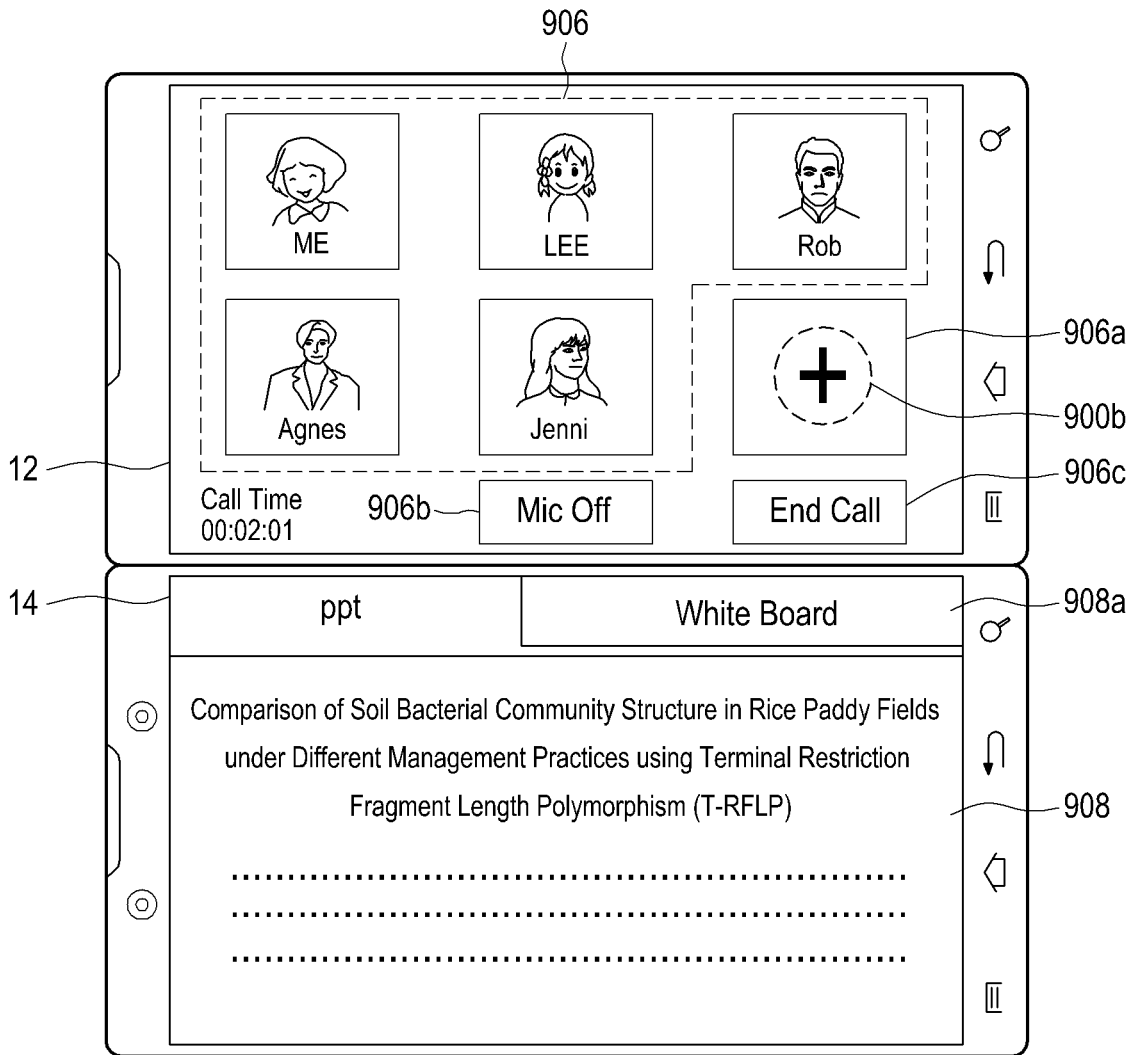 906
ME
LEE
Rob
906a
900b
Agnes
Jenni
12
Call Time
00:02:01
906b
Mic Off
End Call
906c
14
ppt
White Board
908a
Comparison of Soil Bacterial Community Structure in Rice Paddy Fields
under Different Management Practices using Terminal Restriction
Fragment Length Polymorphism (T-RFLP)
908